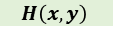 H(x, y)